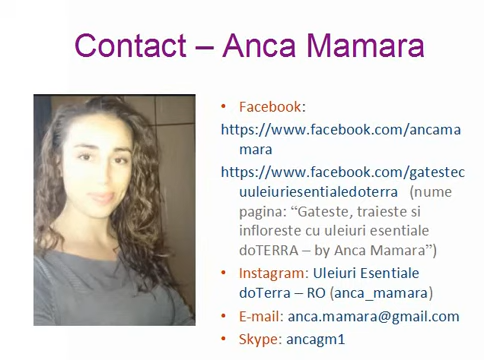 Contact – Anca Mamara
• Facebook:
https://www.facebook.com/ancama
mara
https://www.facebook.com/gatestec
uuleiuriesentialedoterra (nume
pagina: “Gateste, traieste si
infloreste cu uleiuri esentiale
doTERRA – by Anca Mamara”)
• Instagram: Uleiuri Esentiale
doTerra – RO (anca_mamara)
• E-mail: anca.mamara@gmail.com
• Skype: ancagm1